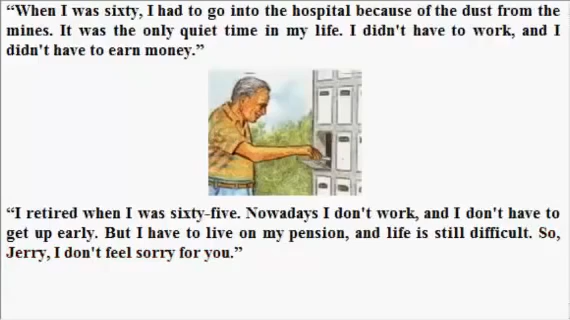 “When I was sixty, I had to go into the hospital because of the dust from the
mines. It was the only quiet time in my life. I didn't have to work, and I
didn't have to earn money.”
“I retired when I was sixty-five. Nowadays I don't work, and I don't have to
get up early. But I have to live on my pension, and life is still difficult. So,
Jerry, I don't feel sorry for you.”